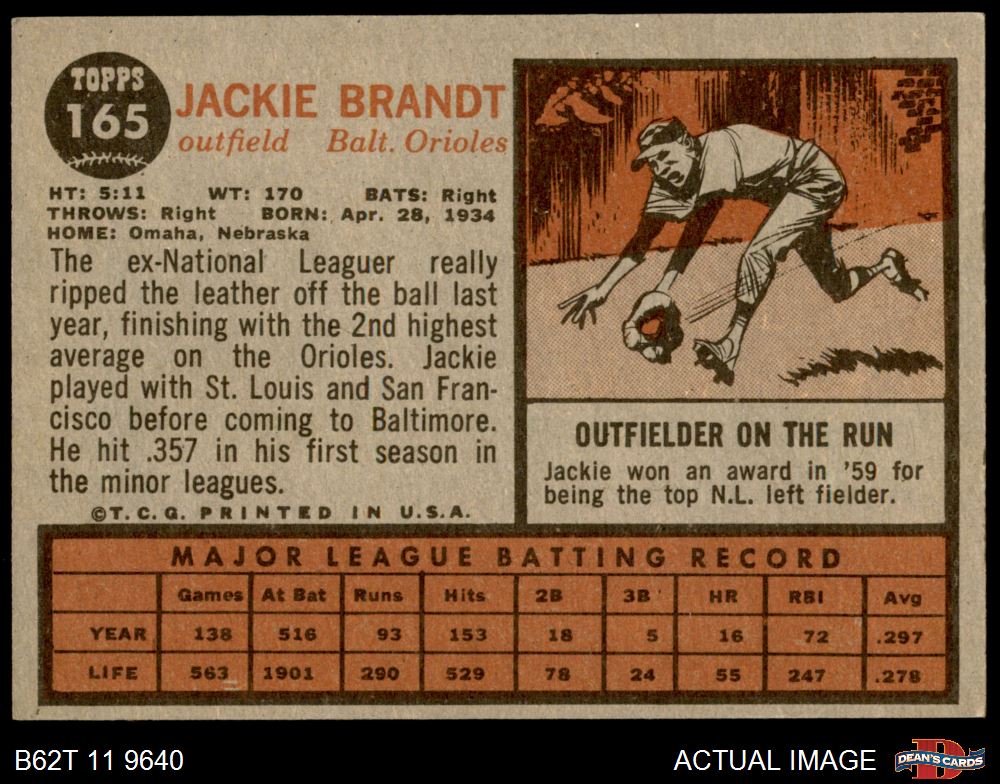 TOPPS
165
JACKIE BRANDT
outfield Balt. Orioles
HT: 5:11 WT: 170 BATS: Right
THROWS: Right BORN: Apr. 28, 1934
HOME: Omaha, Nebraska
The ex-National Leaguer really
ripped the leather off the ball last
year, finishing with the 2nd highest
average on the Orioles. Jackie
played with St. Louis and San Fran-
cisco before coming to Baltimore.
He hit .357 in his first season in
the minor leagues.
©T.C.G. PRINTED IN U.S.A.
OUTFIELDER ON THE RUN
Jackie won an award in '59 for
being the top N.L. left fielder.
MAJOR LEAGUE BATTING RECORD
Games At Bat Runs Hits 2B 3B HR RBI Avg
YEAR 138 516 93 153 18 5 16 72 .297
LIFE 563 1901 290 529 78 24 55 247 .278
B62T 11 9640 ACTUAL IMAGE
D
DEAN'S CARDS